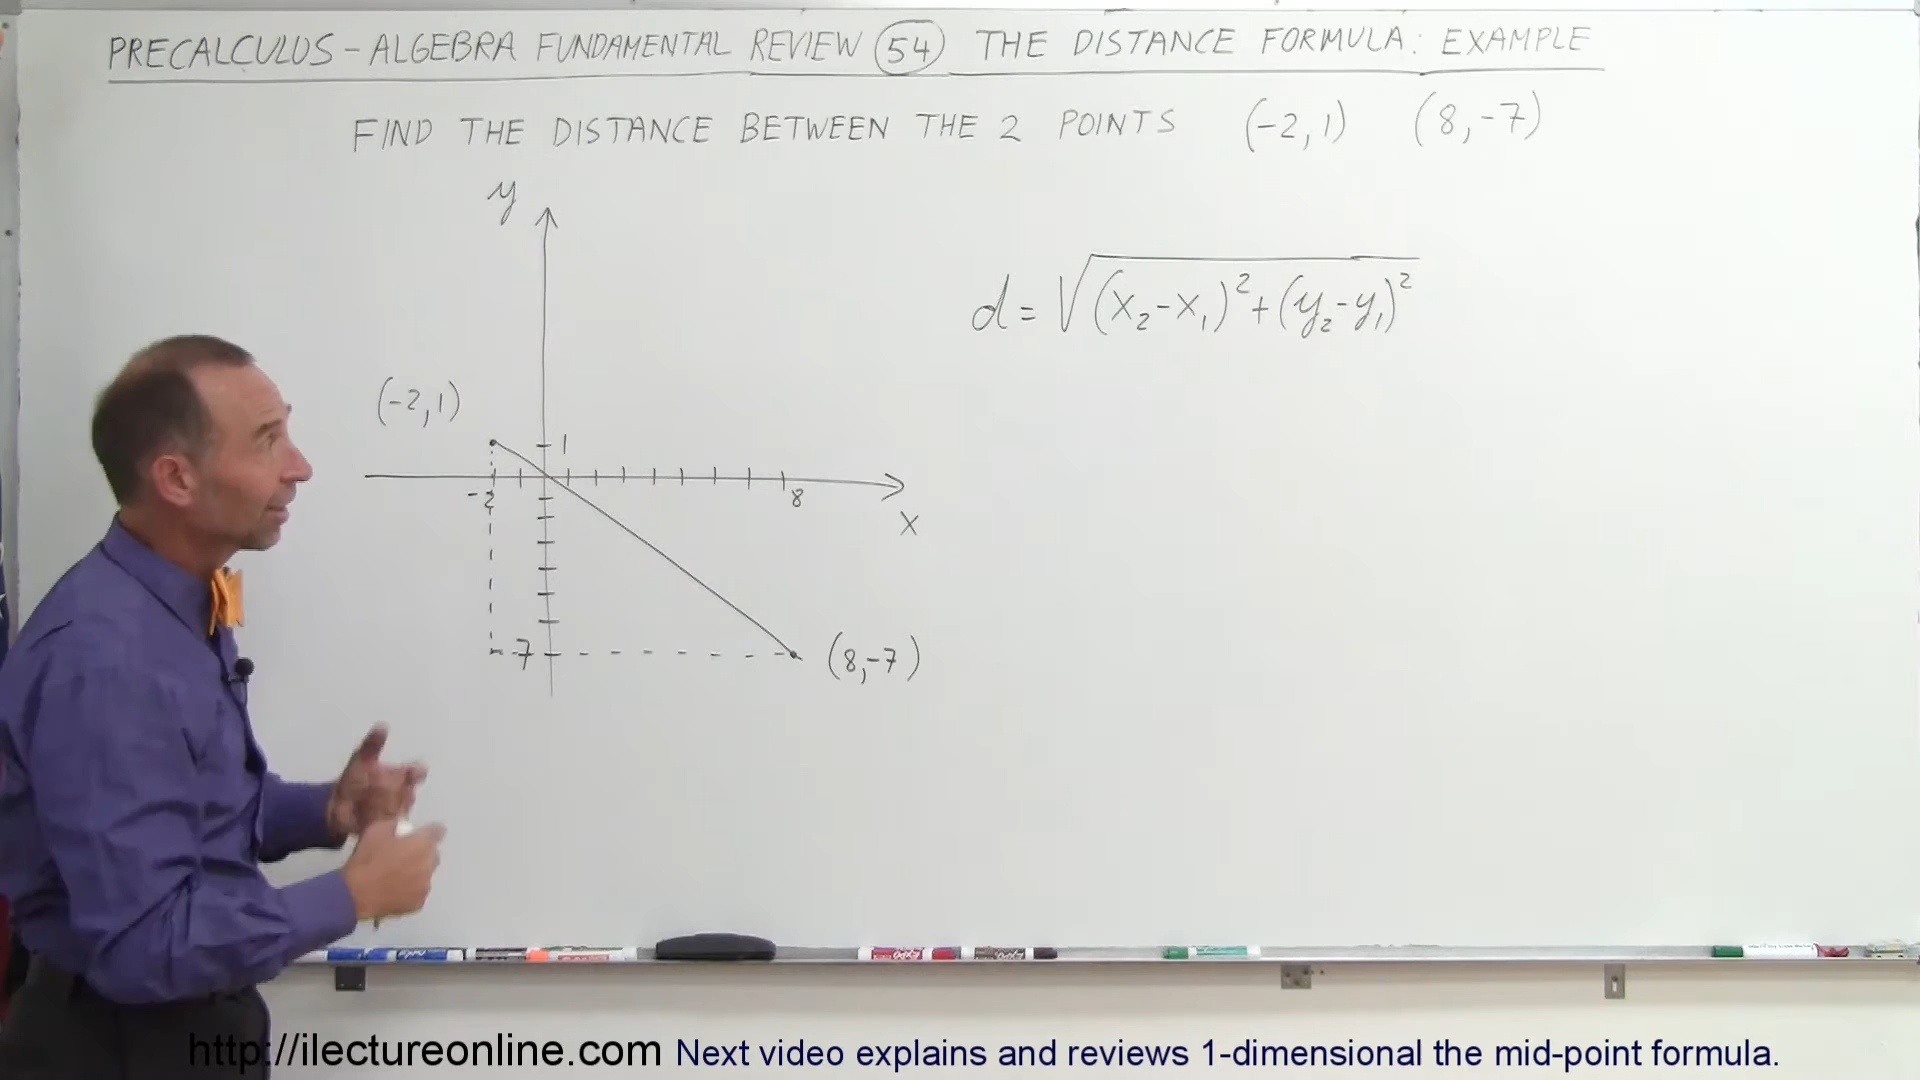 PRECALCULUS - ALGEBRA FUNDAMENTAL REVIEW 54 THE DISTANCE FORMULA: EXAMPLE
FIND THE DISTANCE BETWEEN THE 2 POINTS (-2,1) (8,-7)
y
d = √(x₂-x₁)²+(y₂-y₁)²
(-2,1)
1
-2
8
x
-7
(8,-7)
http://ilectureonline.com Next video explains and reviews 1-dimensional the mid-point formula.